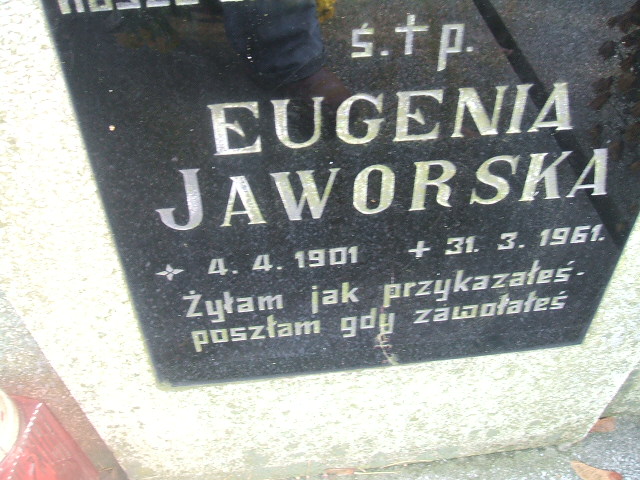 ś.†p.
EUGENIA
JAWORSKA
✧ 4. 4. 1901 + 31. 3. 1961.
Żyłam jak przykazałeś-
poszłam gdy zawołałeś